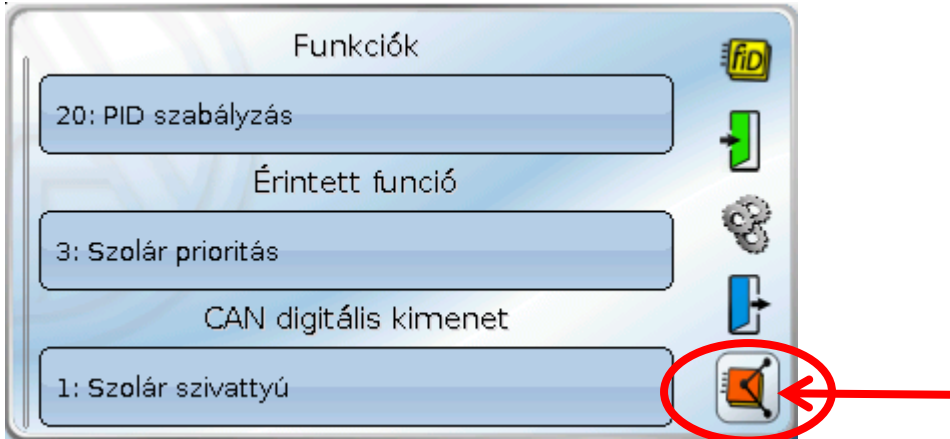 Funkciók
20: PID szabályzás
Érintett funció
3: Szolár prioritás
CAN digitális kimenet
1: Szolár szivattyú
fiD